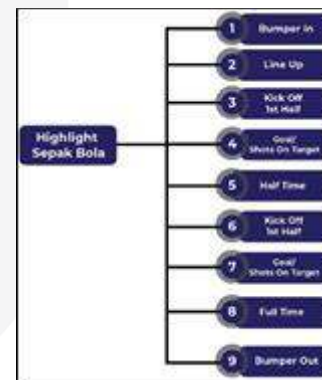 Highlight
Sepak Bola
1
Bumper In
2
Line Up
3
Kick Off
1st Half
4
Goal/
Shots On Target
5
Half Time
6
Kick Off
1st Half
7
Goal/
Shots On Target
8
Full Time
9
Bumper Out